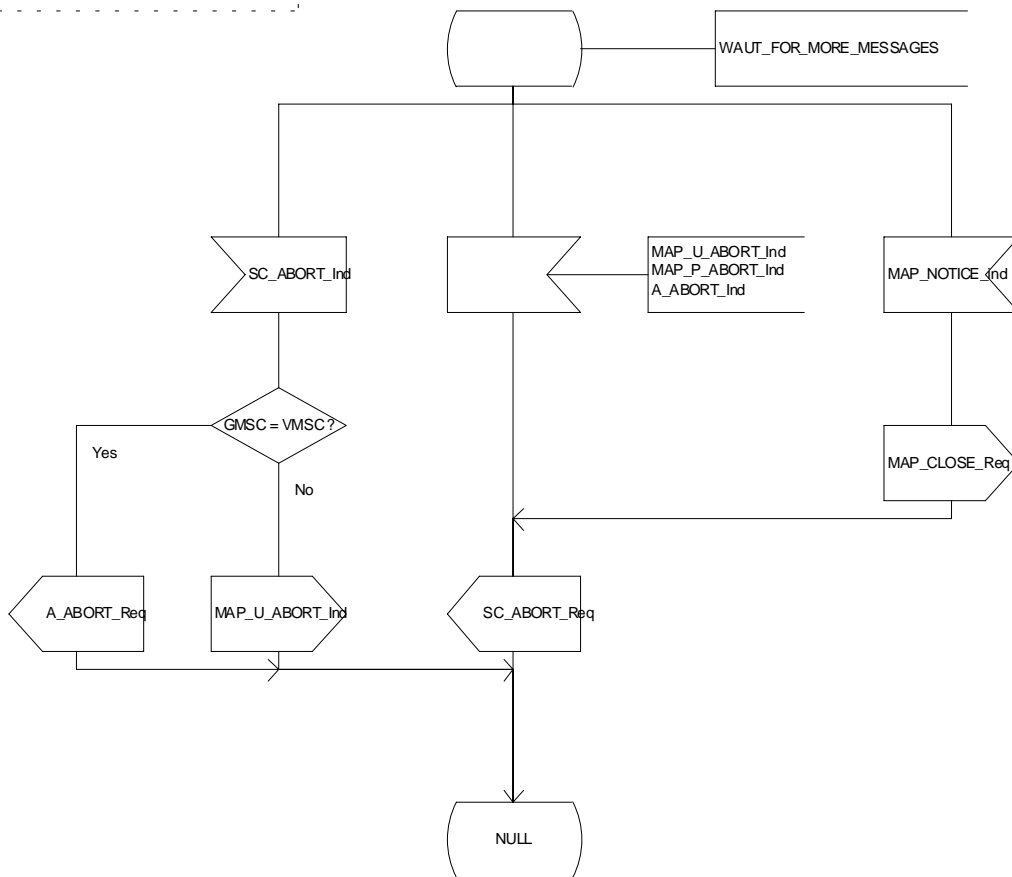 WAUT_FOR_MORE_MESSAGES
SC_ABORT_Ind
MAP_U_ABORT_Ind
MAP_P_ABORT_Ind
A_ABORT_Ind
MAP_NOTICE_Ind
GMSC = VMSC ?
Yes
No
MAP_CLOSE_Req
A_ABORT_Req
MAP_U_ABORT_Ind
SC_ABORT_Req
NULL